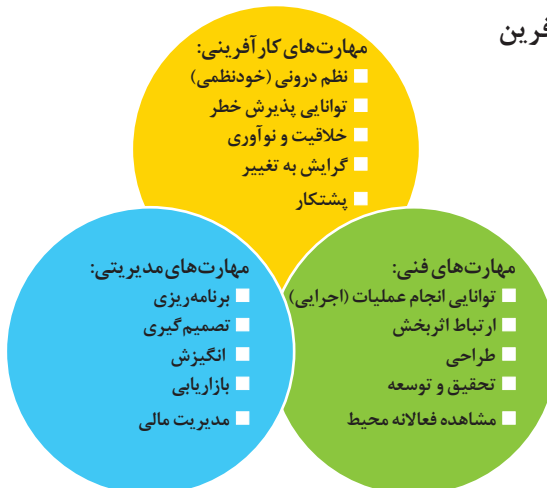 فرین
مهارت‌های کارآفرینی:
نظم درونی (خودنظمی)
توانایی پذیرش خطر
خلاقیت و نوآوری
گرایش به تغییر
پشتکار
مهارت‌های فنی:
توانایی انجام عملیات (اجرایی)
ارتباط اثربخش
طراحی
تحقیق و توسعه
مشاهده فعالانه محیط
مهارت‌های مدیریتی:
برنامه‌ریزی
تصمیم‌گیری
انگیزش
بازاریابی
مدیریت مالی